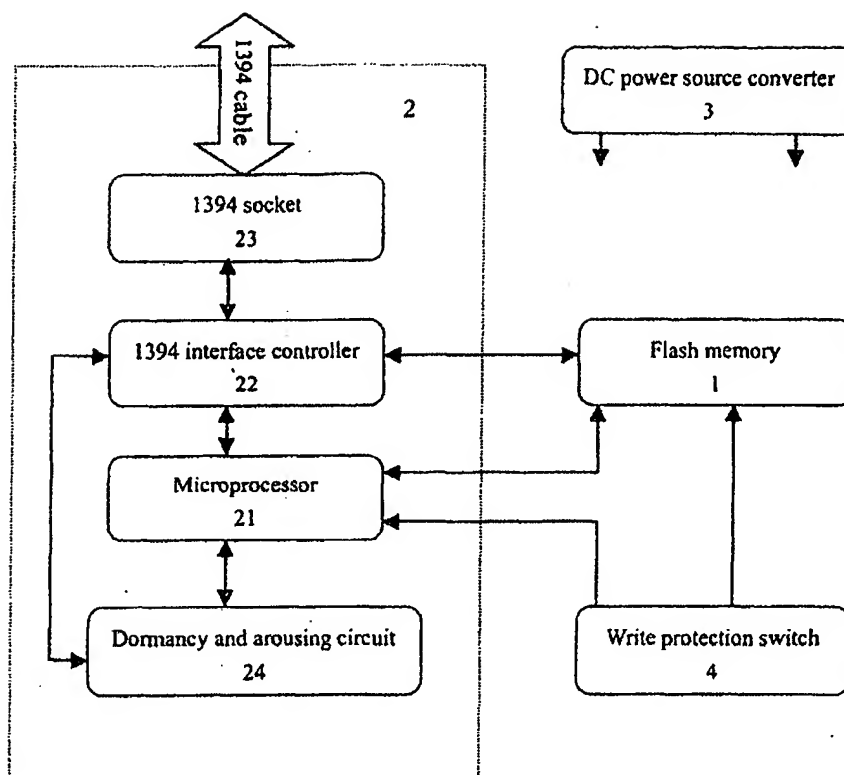 1394 cable
2
DC power source converter
3
1394 socket
23
1394 interface controller
22
Flash memory
1
Microprocessor
21
Dormancy and arousing circuit
24
Write protection switch
4